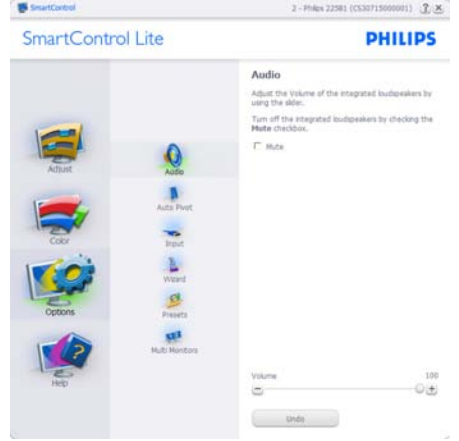 SmartControl
2 - Philips 225B1 (CS30715000001)
SmartControl Lite
PHILIPS
Adjust
Color
Options
Help
Audio
Auto Pivot
Input
Wizard
Presets
Multi Monitors
Audio
Adjust the Volume of the integrated loudspeakers by
using the slider.
Turn off the integrated loudspeakers by checking the
Mute checkbox.
Mute
Volume
100
Undo